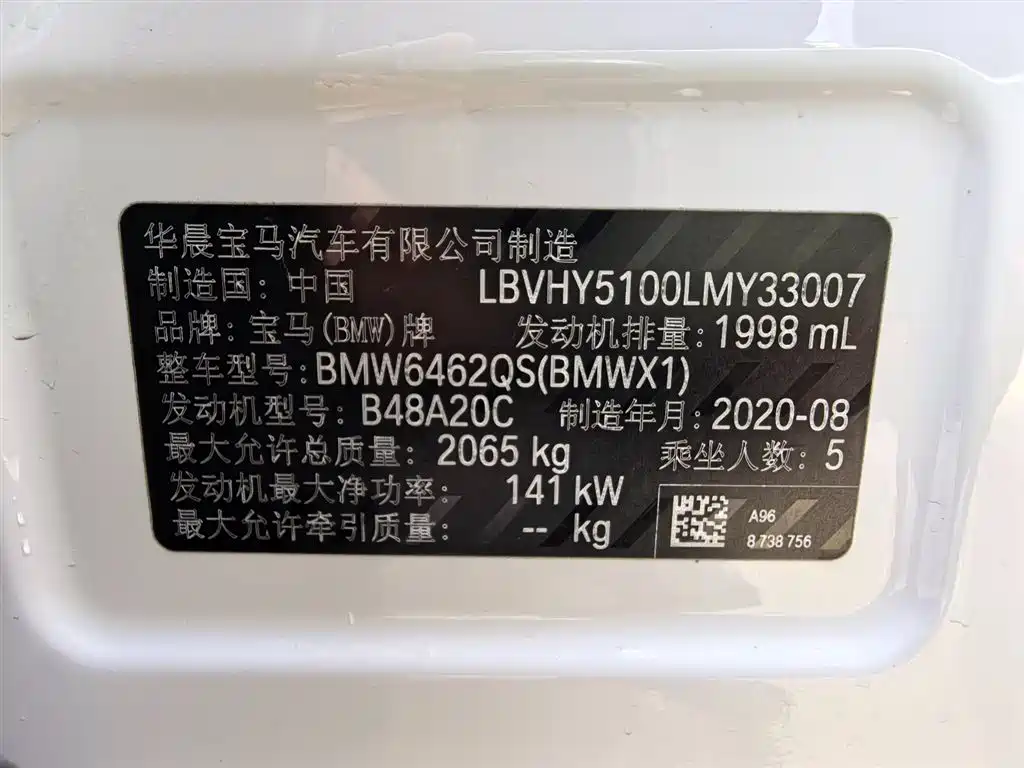 华晨宝马汽车有限公司制造
制造国: 中国 LBVHY5100LMY33007
品牌: 宝马(BMW)牌 发动机排量: 1998 mL
整车型号: BMW6462QS(BMWX1)
发动机型号: B48A20C 制造年月: 2020-08
最大允许总质量: 2065 kg 乘坐人数: 5
发动机最大净功率: 141 kW
最大允许牵引质量: -- kg
A96
8 738 756